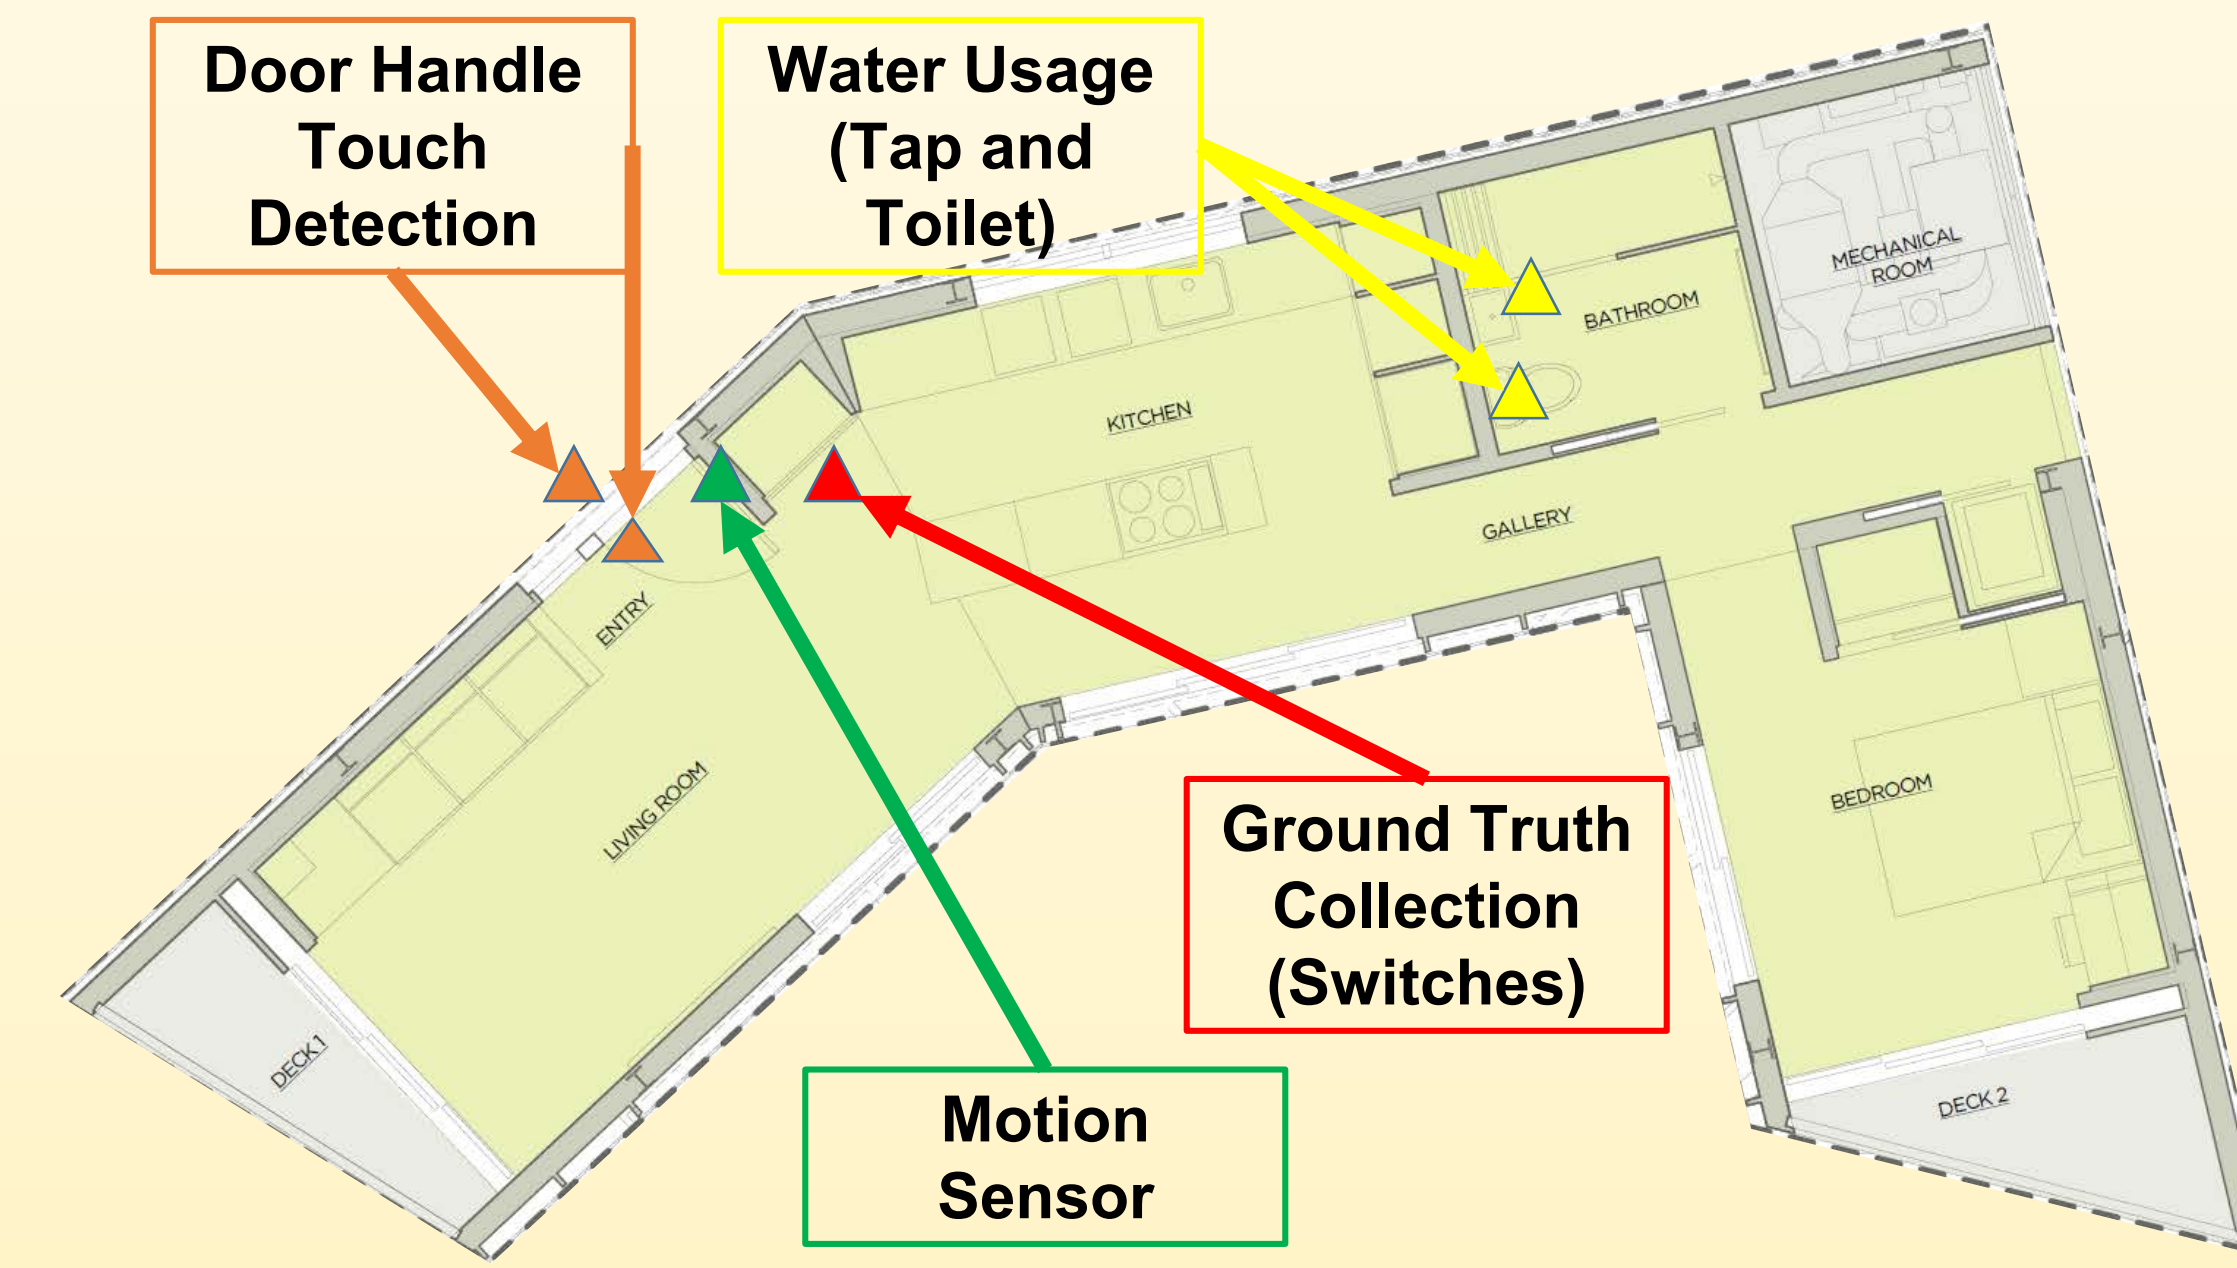 Door Handle
Touch
Detection
Water Usage
(Tap and
Toilet)
MECHANICAL
ROOM
BATHROOM
KITCHEN
GALLERY
ENTRY
LIVING ROOM
BEDROOM
Ground Truth
Collection
(Switches)
DECK 1
DECK 2
Motion
Sensor